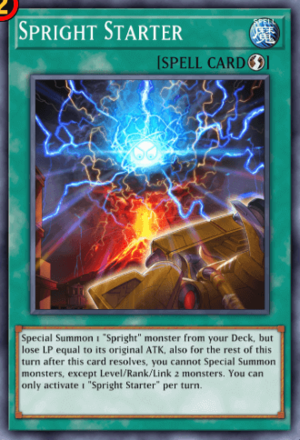 2
SPRIGHT STARTER
SPELL
[SPELL CARD]
Special Summon 1 "Spright" monster from your Deck, but
lose LP equal to its original ATK, also for the rest of this
turn after this card resolves, you cannot Special Summon
monsters, except Level/Rank/Link 2 monsters. You can
only activate 1 "Spright Starter" per turn.